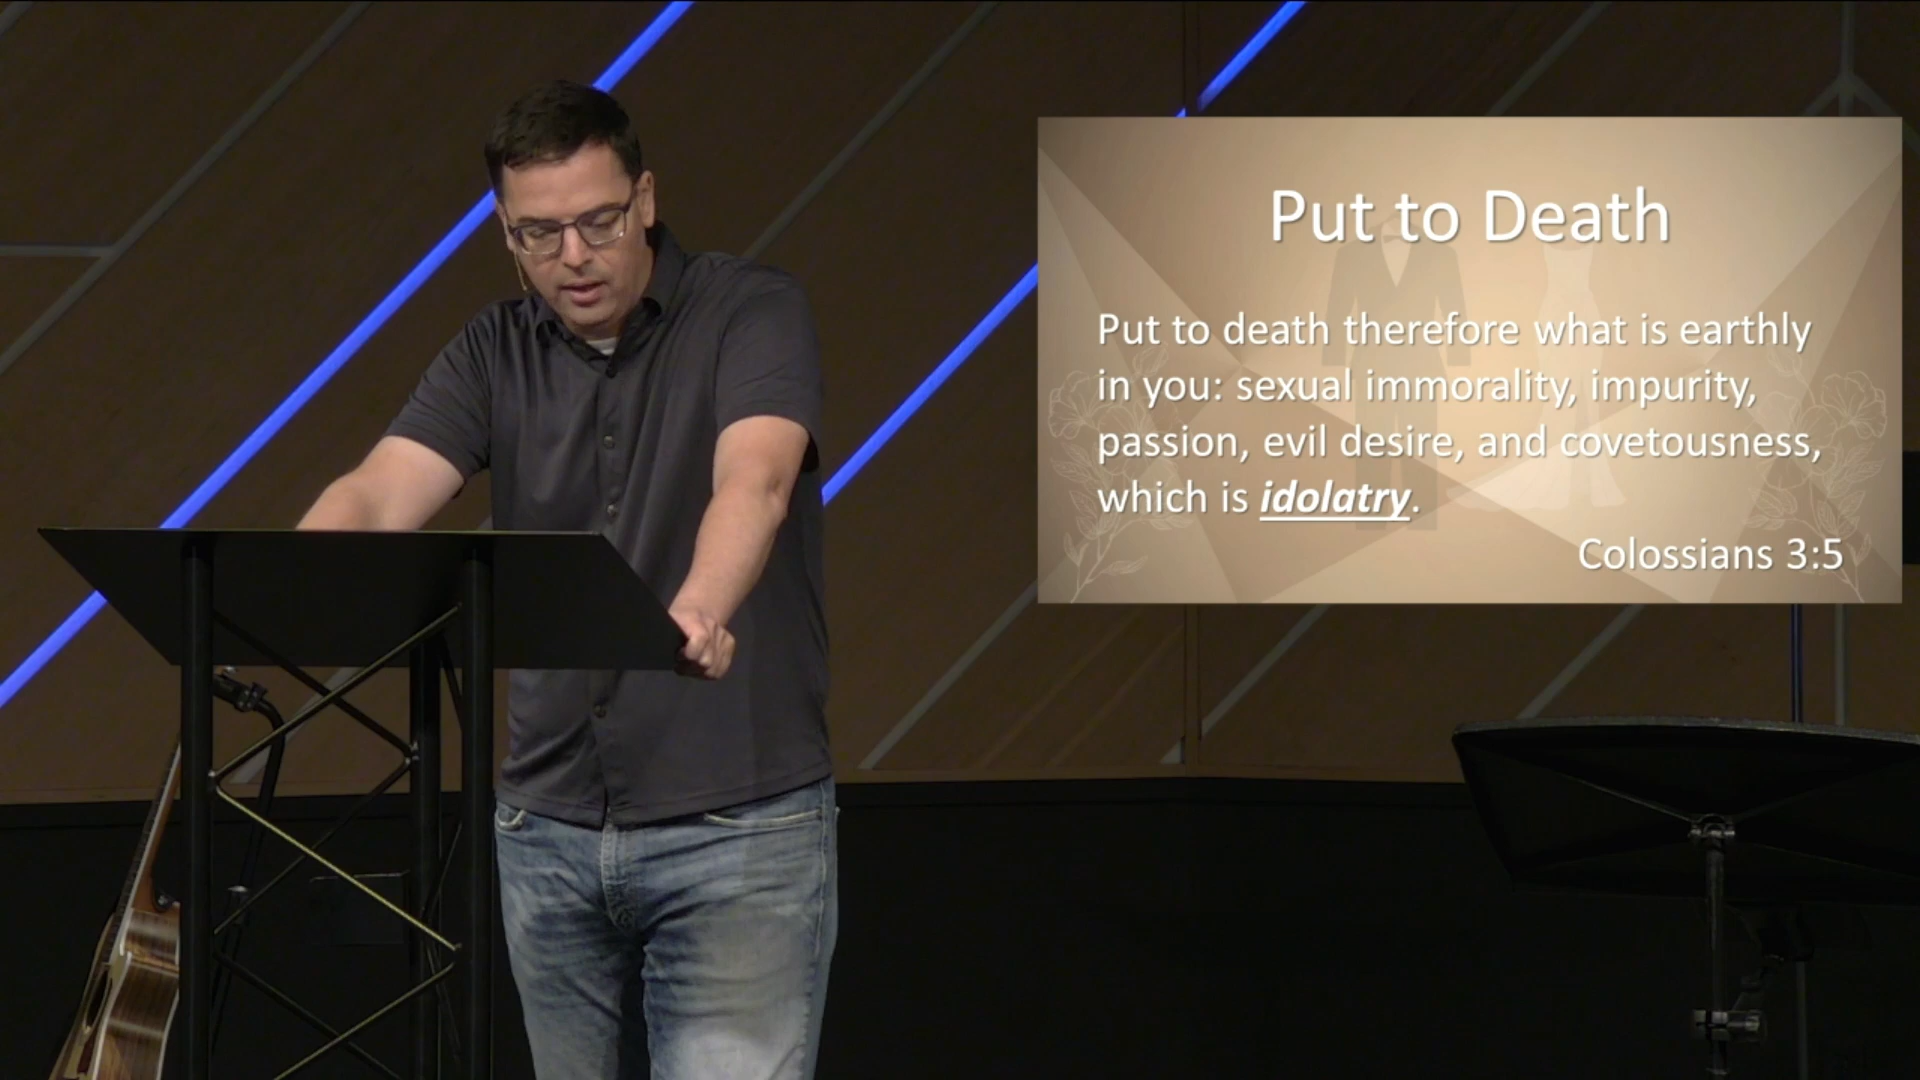 Put to Death
Put to death therefore what is earthly
in you: sexual immorality, impurity,
passion, evil desire, and covetousness,
which is idolatry.
Colossians 3:5